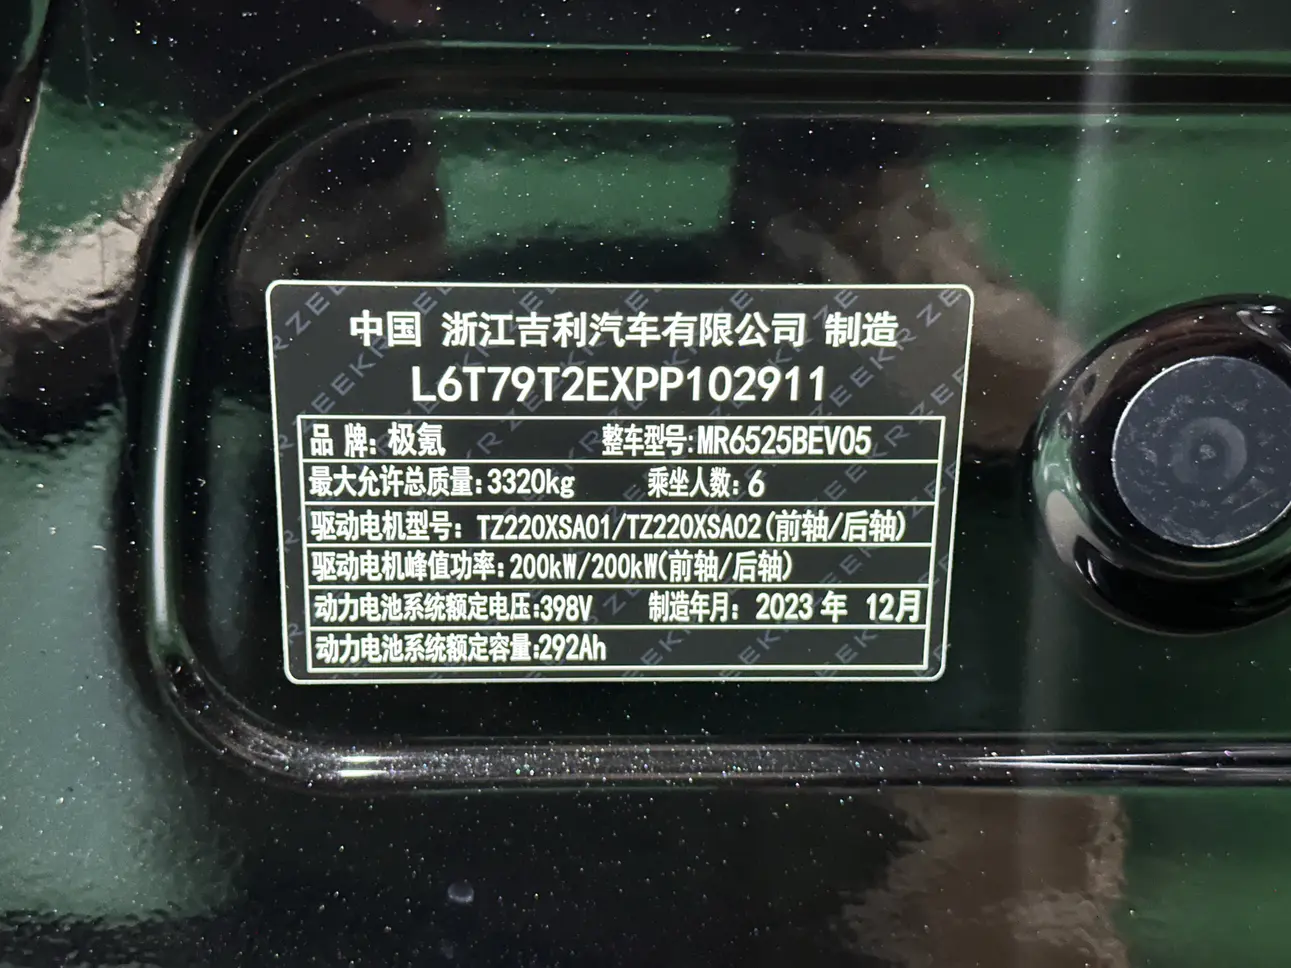 中国 浙江吉利汽车有限公司 制造
L6T79T2EXPP102911
品 牌: 极氪 整车型号: MR6525BEV05
最大允许总质量: 3320kg 乘坐人数: 6
驱动电机型号: TZ220XSA01/TZ220XSA02(前轴/后轴)
驱动电机峰值功率: 200kW/200kW(前轴/后轴)
动力电池系统额定电压: 398V 制造年月: 2023 年 12月
动力电池系统额定容量: 292Ah